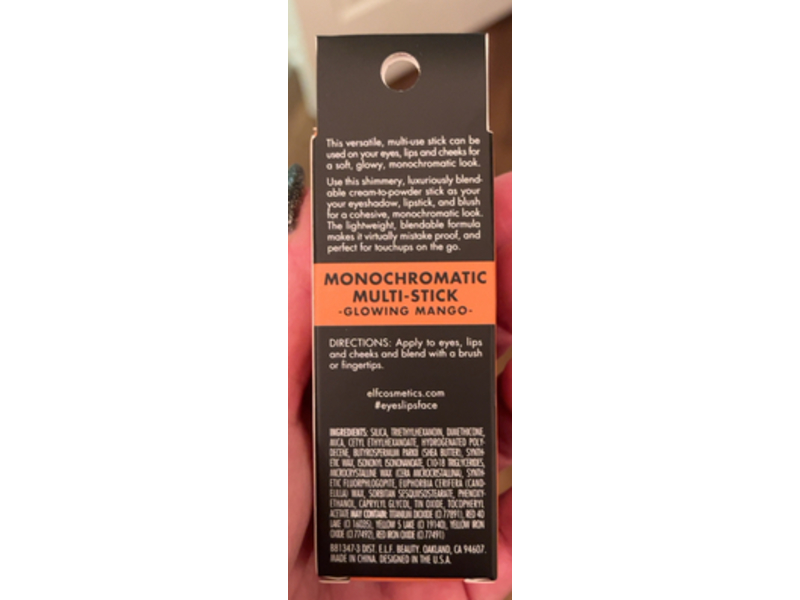 This versatile, multi-use stick can be
used on your eyes, lips and cheeks for
a soft, glowy, monochromatic look.
Use this shimmery, luxuriously blend-
able cream-to-powder stick as your
your eyeshadow, lipstick, and blush
for a cohesive, monochromatic look.
The lightweight, blendable formula
makes it virtually mistake proof, and
perfect for touchups on the go.
MONOCHROMATIC
MULTI-STICK
-GLOWING MANGO-
DIRECTIONS: Apply to eyes, lips
and cheeks and blend with a brush
or fingertips.
elfcosmetics.com
#eyeslipsface
INGREDIENTS: SILICA, TRIETHYLHEXANOIN, DIMETHICONE,
MICA, CETYL ETHYLHEXANOATE, HYDROGENATED POLY-
DECENE, BUTYROSPERMUM PARKII (SHEA BUTTER), SYNTH-
ETIC WAX, ISONONYL ISONONANOATE, C10-18 TRIGLYCERIDES,
MICROCRYSTALLINE WAX (CERA MICROCRISTALLINA), SYNTH-
ETIC FLUORPHLOGOPITE, EUPHORBIA CERIFERA (CAND-
ELILLA) WAX, SORBITAN SESQUIISOSTEARATE, PHENOXY-
ETHANOL, CAPRYLYL GLYCOL, TIN OXIDE, TOCOPHERYL
ACETATE MAY CONTAIN: TITANIUM DIOXIDE (CI 77891), RED 40
LAKE (CI 16035), YELLOW 5 LAKE (CI 19140), YELLOW IRON
OXIDE (CI 77492), RED IRON OXIDE (CI 77491)
B81347-3 DIST. E.L.F. BEAUTY. OAKLAND, CA 94607.
MADE IN CHINA. DESIGNED IN THE U.S.A.